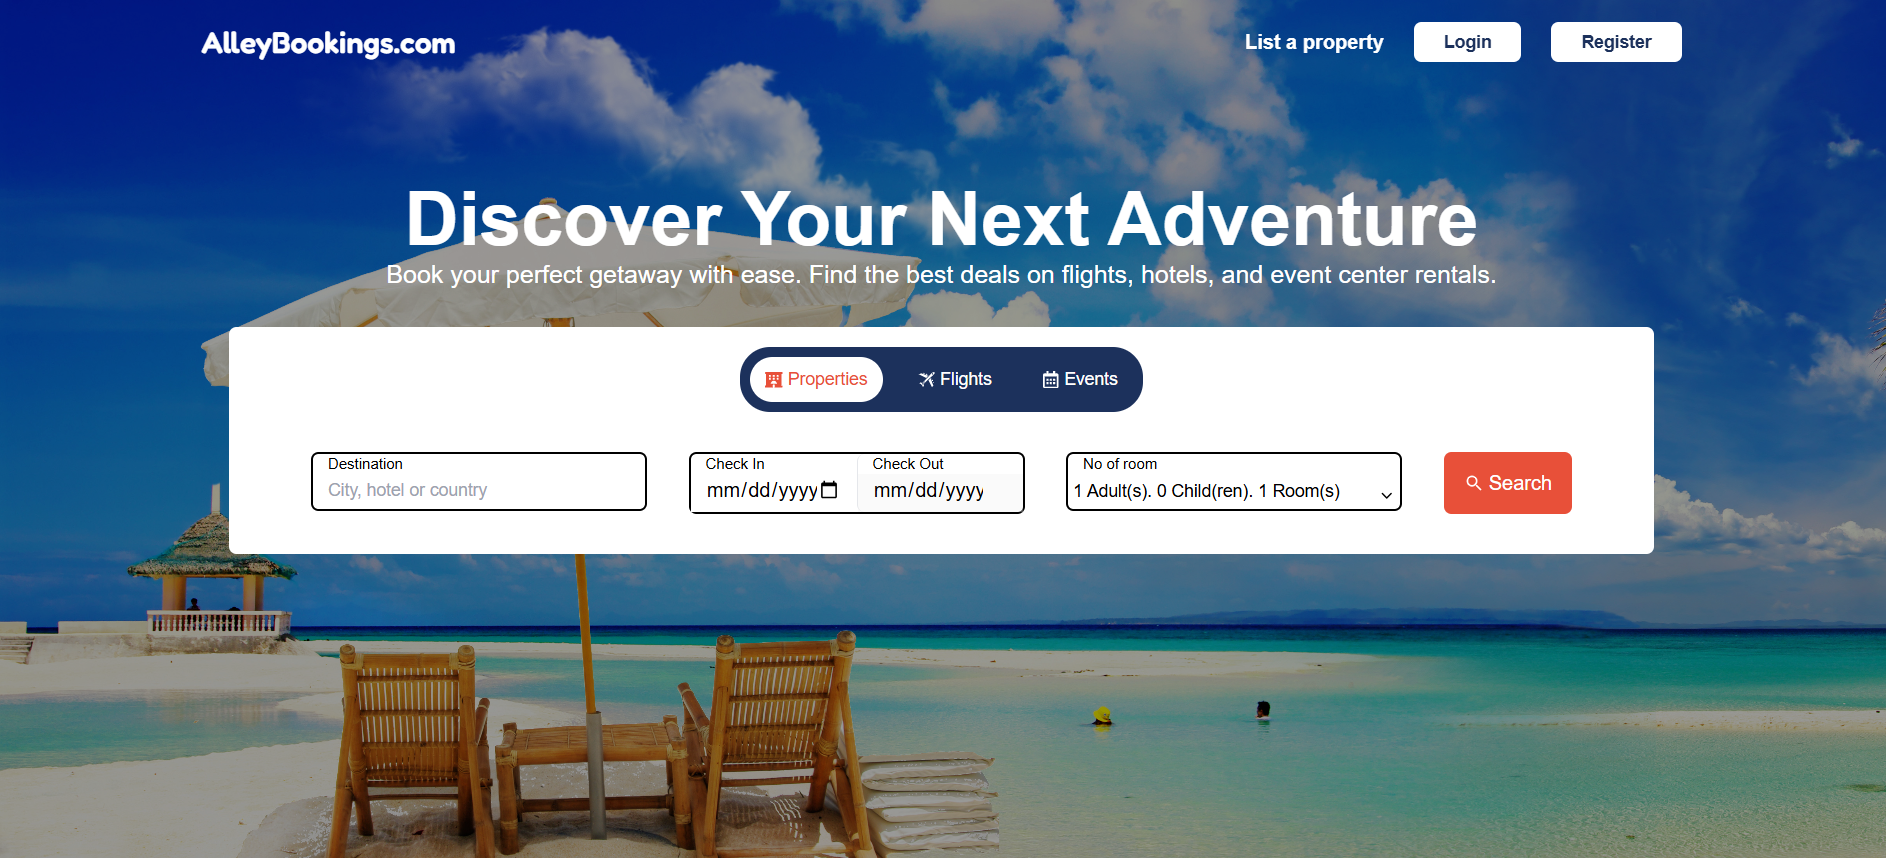 AlleyBookings.com
List a property
Login
Register
Discover Your Next Adventure
Book your perfect getaway with ease. Find the best deals on flights, hotels, and event center rentals.
Properties
Flights
Events
Destination
City, hotel or country
Check In
mm/dd/yyyy
Check Out
mm/dd/yyyy
No of room
1 Adult(s). 0 Child(ren). 1 Room(s)
Search